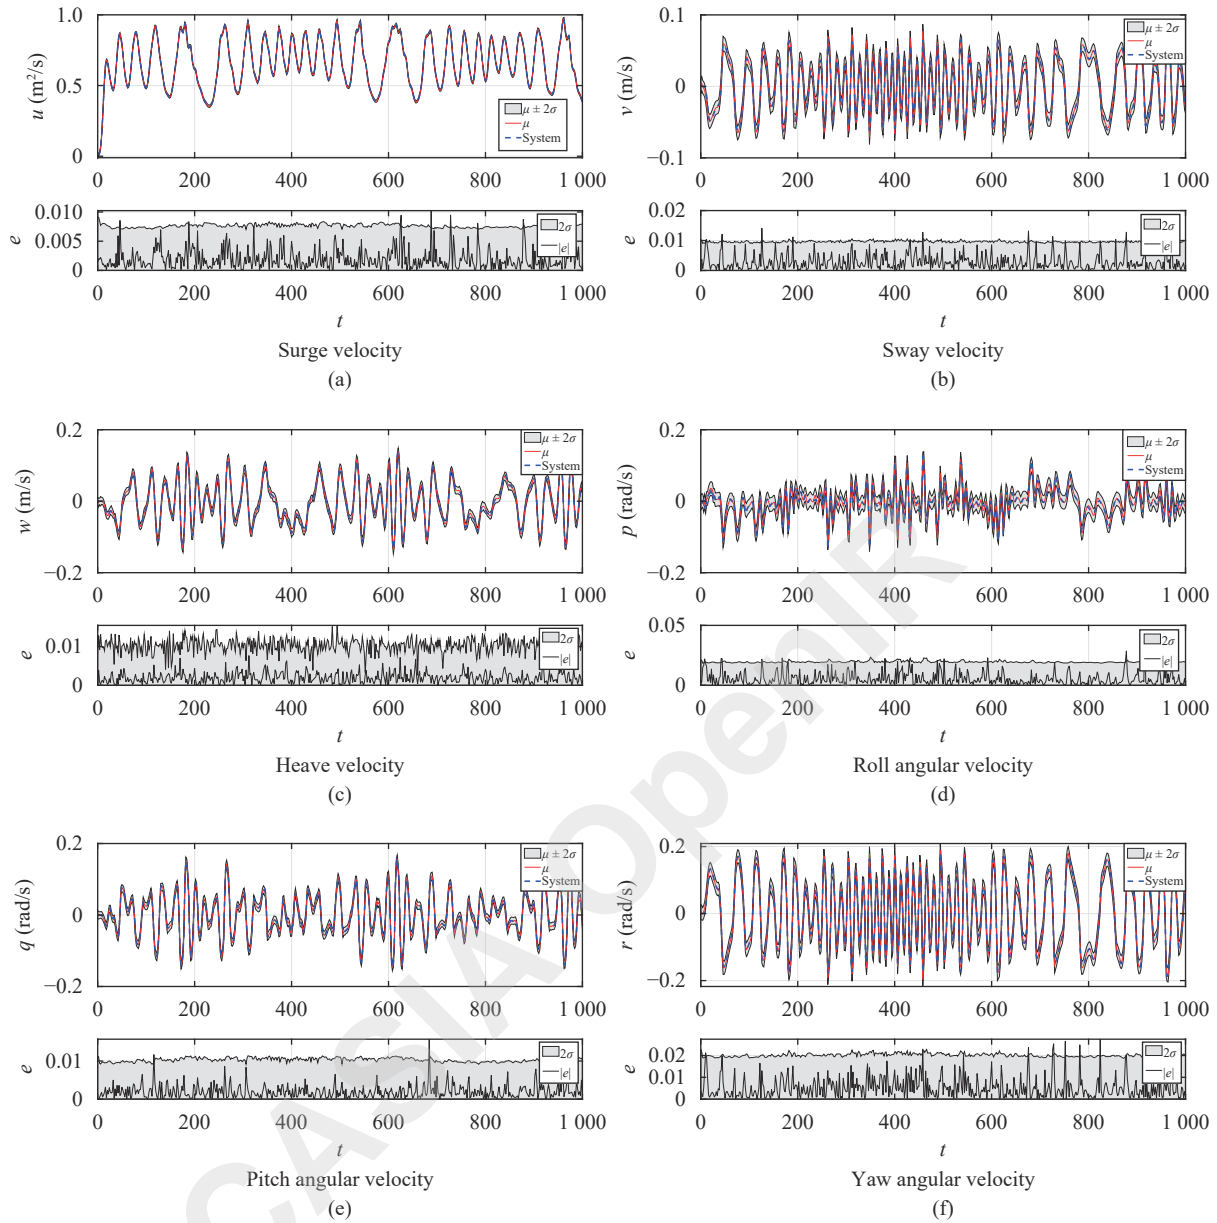 1.0
0.5
0
u (m²/s)
μ ± 2σ
μ
System
0 200 400 600 800 1 000
0.010
0.005
0
e
2σ
|e|
0 200 400 600 800 1 000
t
Surge velocity
(a)
0.1
0
−0.1
v (m/s)
μ ± 2σ
μ
System
0 200 400 600 800 1 000
0.02
0.01
0
e
2σ
|e|
0 200 400 600 800 1 000
t
Sway velocity
(b)
0.2
0
−0.2
w (m/s)
μ ± 2σ
μ
System
0 200 400 600 800 1 000
0.01
0
e
2σ
|e|
0 200 400 600 800 1 000
t
Heave velocity
(c)
0.2
0
−0.2
p (rad/s)
μ ± 2σ
μ
System
0 200 400 600 800 1 000
0.05
0
e
2σ
|e|
0 200 400 600 800 1 000
t
Roll angular velocity
(d)
0.2
0
−0.2
q (rad/s)
μ ± 2σ
μ
System
0 200 400 600 800 1 000
0.01
0
e
2σ
|e|
0 200 400 600 800 1 000
t
Pitch angular velocity
(e)
0.2
0
−0.2
r (rad/s)
μ ± 2σ
μ
System
0 200 400 600 800 1 000
0.02
0.01
0
e
2σ
|e|
0 200 400 600 800 1 000
t
Yaw angular velocity
(f)
CASIA OpenIR